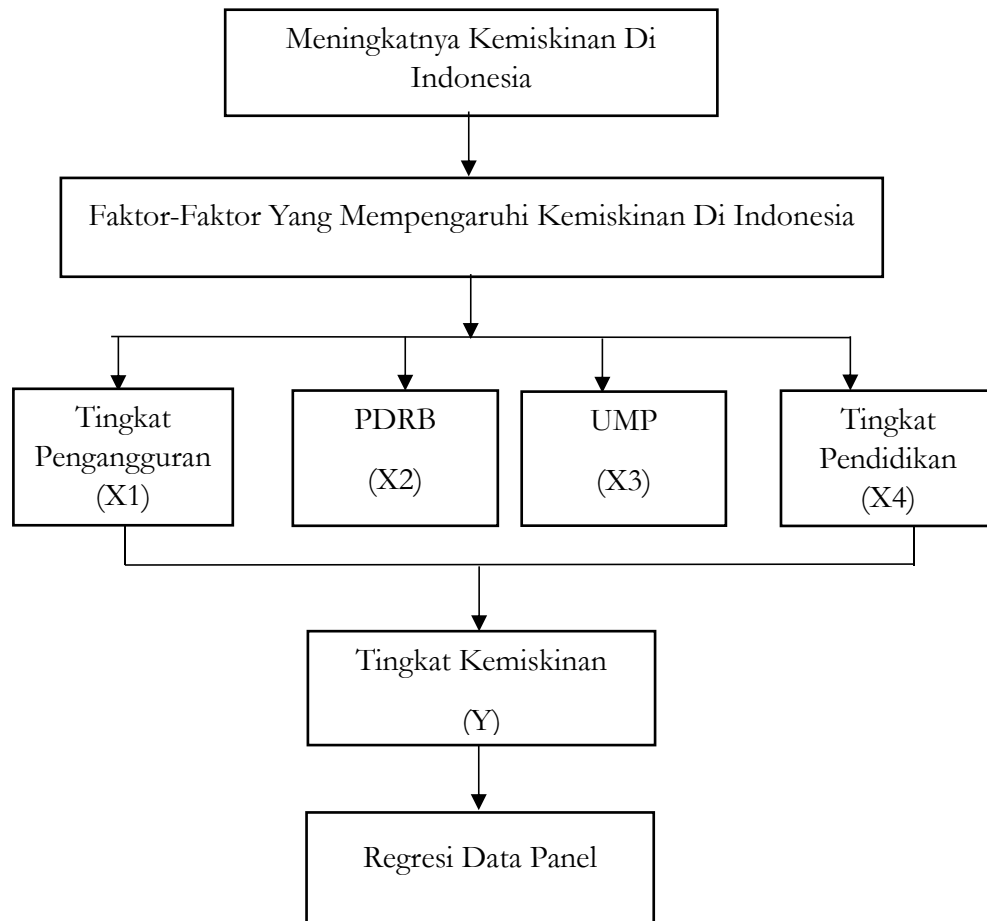 Meningkatnya Kemiskinan Di
Indonesia
Faktor-Faktor Yang Mempengaruhi Kemiskinan Di Indonesia
Tingkat
Pengangguran
(X1)
PDRB
(X2)
UMP
(X3)
Tingkat
Pendidikan
(X4)
Tingkat Kemiskinan
(Y)
Regresi Data Panel